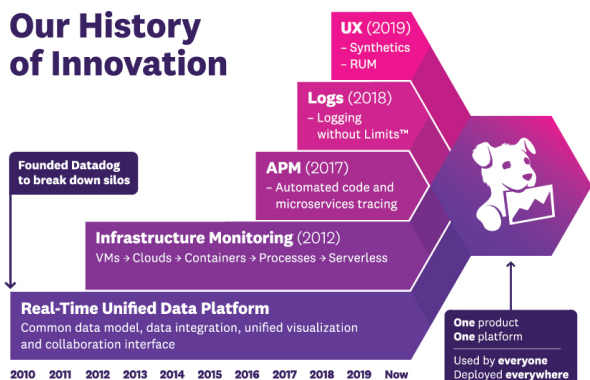 Our History
of Innovation
UX (2019)
– Synthetics
– RUM
Logs (2018)
– Logging
without Limits™
APM (2017)
– Automated code and
microservices tracing
Founded Datadog
to break down silos
Infrastructure Monitoring (2012)
VMs → Clouds → Containers → Processes → Serverless
Real-Time Unified Data Platform
Common data model, data integration, unified visualization
and collaboration interface
One product
One platform
Used by everyone
Deployed everywhere
2010 2011 2012 2013 2014 2015 2016 2017 2018 2019 Now